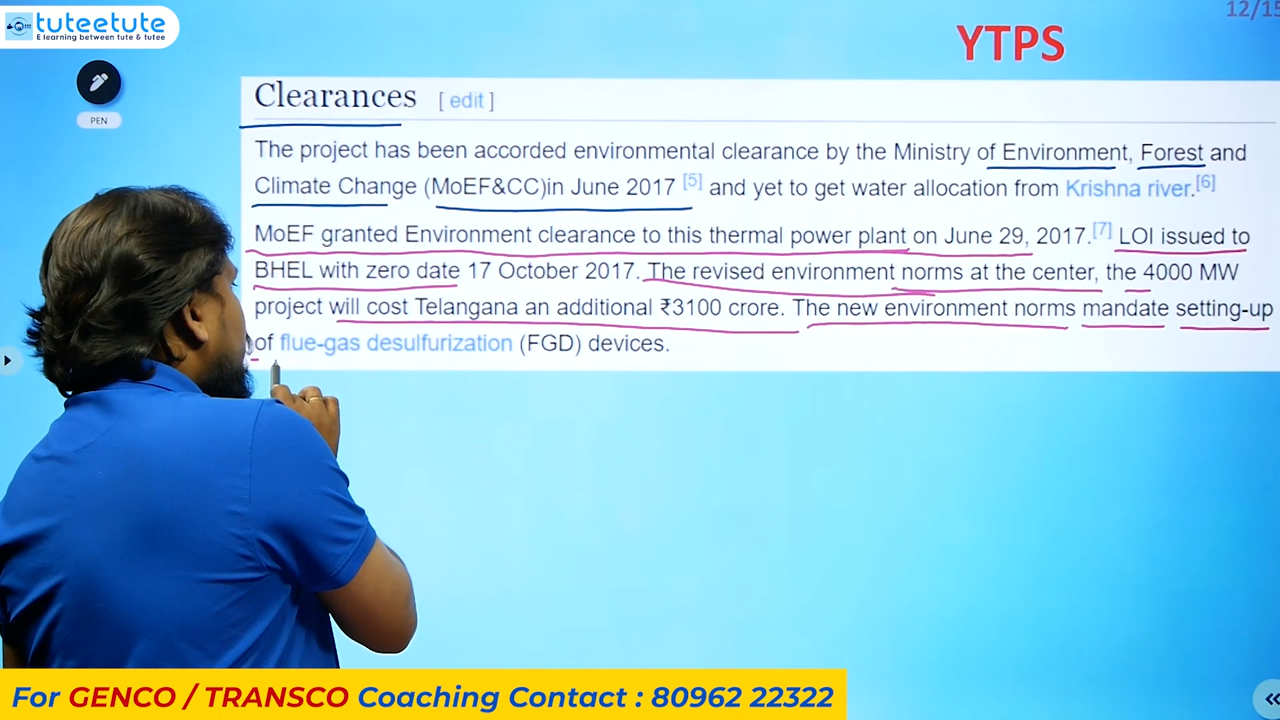 tuteetute
E learning between tute & tutee
12/15
YTPS
PEN
Clearances [ edit ]
The project has been accorded environmental clearance by the Ministry of Environment, Forest and
Climate Change (MoEF&CC)in June 2017 [5] and yet to get water allocation from Krishna river.[6]
MoEF granted Environment clearance to this thermal power plant on June 29, 2017.[7] LOI issued to
BHEL with zero date 17 October 2017. The revised environment norms at the center, the 4000 MW
project will cost Telangana an additional ₹3100 crore. The new environment norms mandate setting-up
of flue-gas desulfurization (FGD) devices.
For GENCO / TRANSCO Coaching Contact : 80962 22322